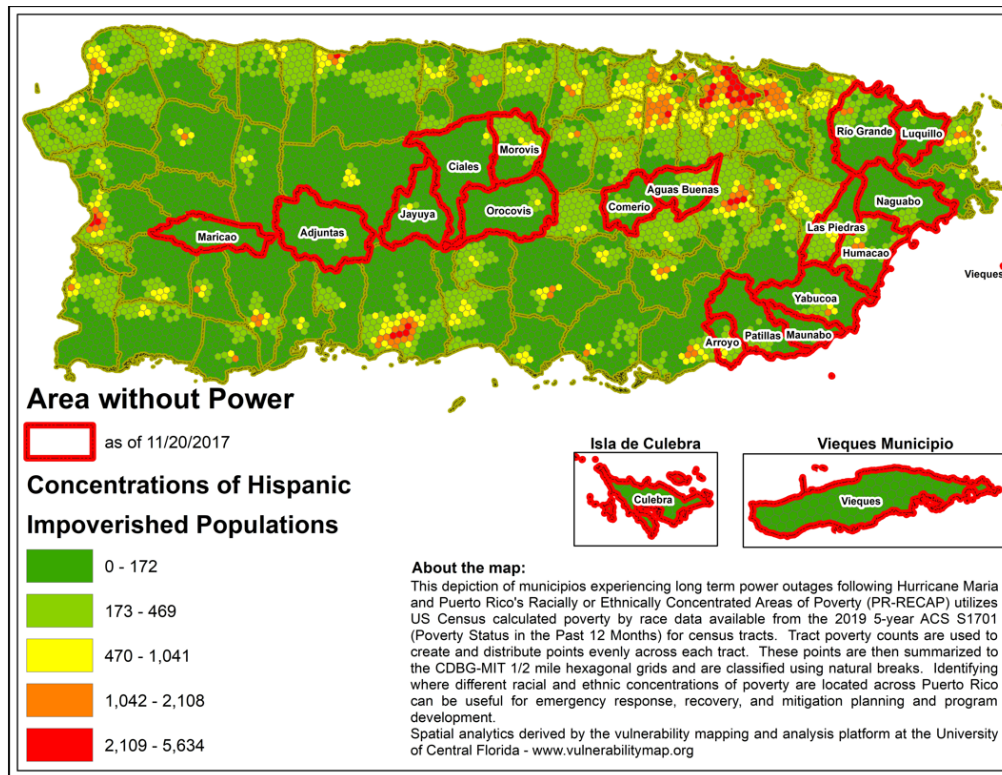 Morovis
Ciales
Río Grande
Luquillo
Aguas Buenas
Jayuya
Orocovis
Comerio
Naguabo
Maricao
Adjuntas
Las Piedras
Humacao
Vieques
Yabucoa
Arroyo
Patillas
Maunabo
Area without Power
as of 11/20/2017
Concentrations of Hispanic
Impoverished Populations
0 - 172
173 - 469
470 - 1,041
1,042 - 2,108
2,109 - 5,634
Isla de Culebra
Culebra
Vieques Municipio
Vieques
About the map:
This depiction of municipios experiencing long term power outages following Hurricane Maria
and Puerto Rico's Racially or Ethnically Concentrated Areas of Poverty (PR-RECAP) utilizes
US Census calculated poverty by race data available from the 2019 5-year ACS S1701
(Poverty Status in the Past 12 Months) for census tracts. Tract poverty counts are used to
create and distribute points evenly across each tract. These points are then summarized to
the CDBG-MIT 1/2 mile hexagonal grids and are classified using natural breaks. Identifying
where different racial and ethnic concentrations of poverty are located across Puerto Rico
can be useful for emergency response, recovery, and mitigation planning and program
development.
Spatial analytics derived by the vulnerability mapping and analysis platform at the University
of Central Florida - www.vulnerabilitymap.org